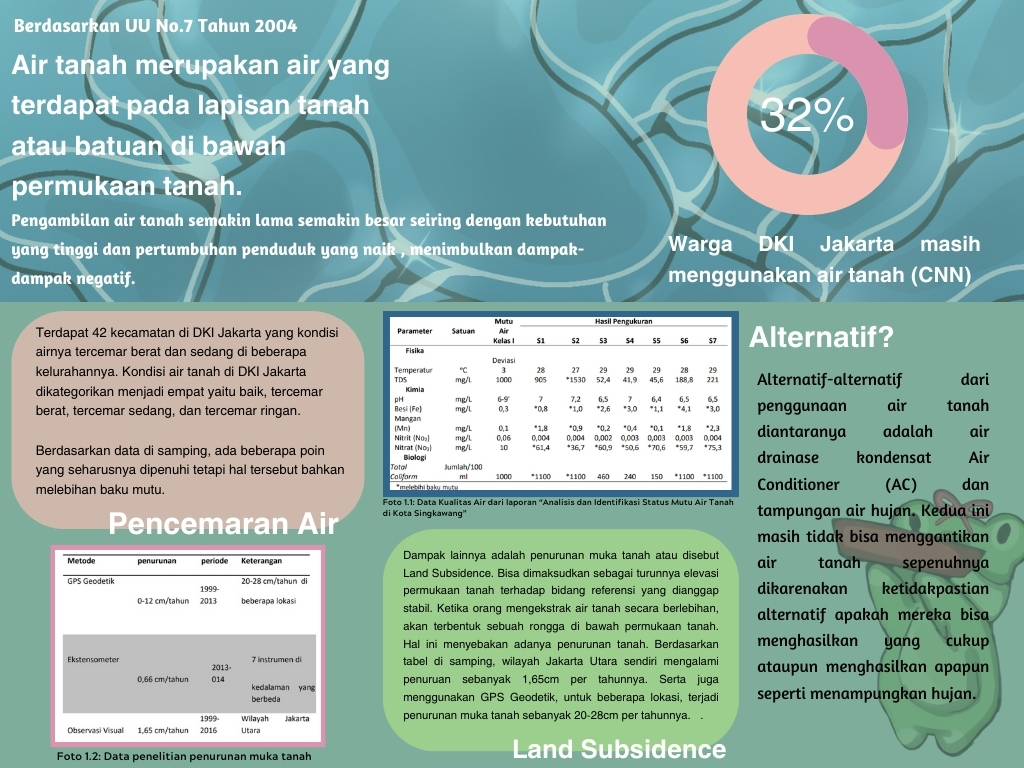 Berdasarkan UU No.7 Tahun 2004
Air tanah merupakan air yang
terdapat pada lapisan tanah
atau batuan di bawah
permukaan tanah.
Pengambilan air tanah semakin lama semakin besar seiring dengan kebutuhan
yang tinggi dan pertumbuhan penduduk yang naik , menimbulkan dampak-
dampak negatif.
32%
Warga DKI Jakarta masih
menggunakan air tanah (CNN)
Terdapat 42 kecamatan di DKI Jakarta yang kondisi
airnya tercemar berat dan sedang di beberapa
kelurahannya. Kondisi air tanah di DKI Jakarta
dikategorikan menjadi empat yaitu baik, tercemar
berat, tercemar sedang, dan tercemar ringan.
Berdasarkan data di samping, ada beberapa poin
yang seharusnya dipenuhi tetapi hal tersebut bahkan
melebihan baku mutu.
Pencemaran Air
Parameter Satuan Mutu Air Kelas I Hasil Pengukuran
S1 S2 S3 S4 S5 S6 S7
Fisika
Deviasi
Temperatur °C 3 28 27 29 29 29 28 29
TDS mg/L 1000 905 *1530 52,4 41,9 45,6 188,8 221
Kimia
pH mg/L 6-9' 7 7,2 6,5 7 6,4 6,5 6,5
Besi (Fe) mg/L 0,3 *0,8 *1,0 *2,6 *3,0 *1,1 *4,1 *3,0
Mangan
(Mn) mg/L 0,1 *1,8 *0,9 *0,2 *0,4 *0,1 *1,8 *2,3
Nitrit (No₂) mg/L 0,06 0,004 0,002 0,002 0,003 0,003 0,003 0,004
Nitrat (No₃) mg/L 10 *61,4 *36,7 *60,9 *50,6 *70,6 *59,7 *75,3
Biologi
Total Jumlah/100
Coliform ml 1000 *1100 *1100 460 240 150 *1100 *1100
*melebihi baku mutu
Foto 1.1: Data Kualitas Air dari laporan "Analisis dan Identifikasi Status Mutu Air Tanah
di Kota Singkawang"
Metode penurunan periode Keterangan
GPS Geodetik 20-28 cm/tahun di
1999-
0-12 cm/tahun 2013 beberapa lokasi
Ekstensometer 7 instrumen di
2013-
0,66 cm/tahun 014
kedalaman yang
berbeda
1999- Wilayah Jakarta
Observasi Visual 1,65 cm/tahun 2016 Utara
Foto 1.2: Data penelitian penurunan muka tanah
Dampak lainnya adalah penurunan muka tanah atau disebut
Land Subsidence. Bisa dimaksudkan sebagai turunnya elevasi
permukaan tanah terhadap bidang referensi yang dianggap
stabil. Ketika orang mengekstrak air tanah secara berlebihan,
akan terbentuk sebuah rongga di bawah permukaan tanah.
Hal ini menyebakan adanya penurunan tanah. Berdasarkan
tabel di samping, wilayah Jakarta Utara sendiri mengalami
penuruan sebanyak 1,65cm per tahunnya. Serta juga
menggunakan GPS Geodetik, untuk beberapa lokasi, terjadi
penurunan muka tanah sebanyak 20-28cm per tahunnya. .
Land Subsidence
Alternatif?
Alternatif-alternatif dari
penggunaan air tanah
diantaranya adalah air
drainase kondensat Air
Conditioner (AC) dan
tampungan air hujan. Kedua ini
masih tidak bisa menggantikan
air tanah sepenuhnya
dikarenakan ketidakpastian
alternatif apakah mereka bisa
menghasilkan yang cukup
ataupun menghasilkan apapun
seperti menampungkan hujan.